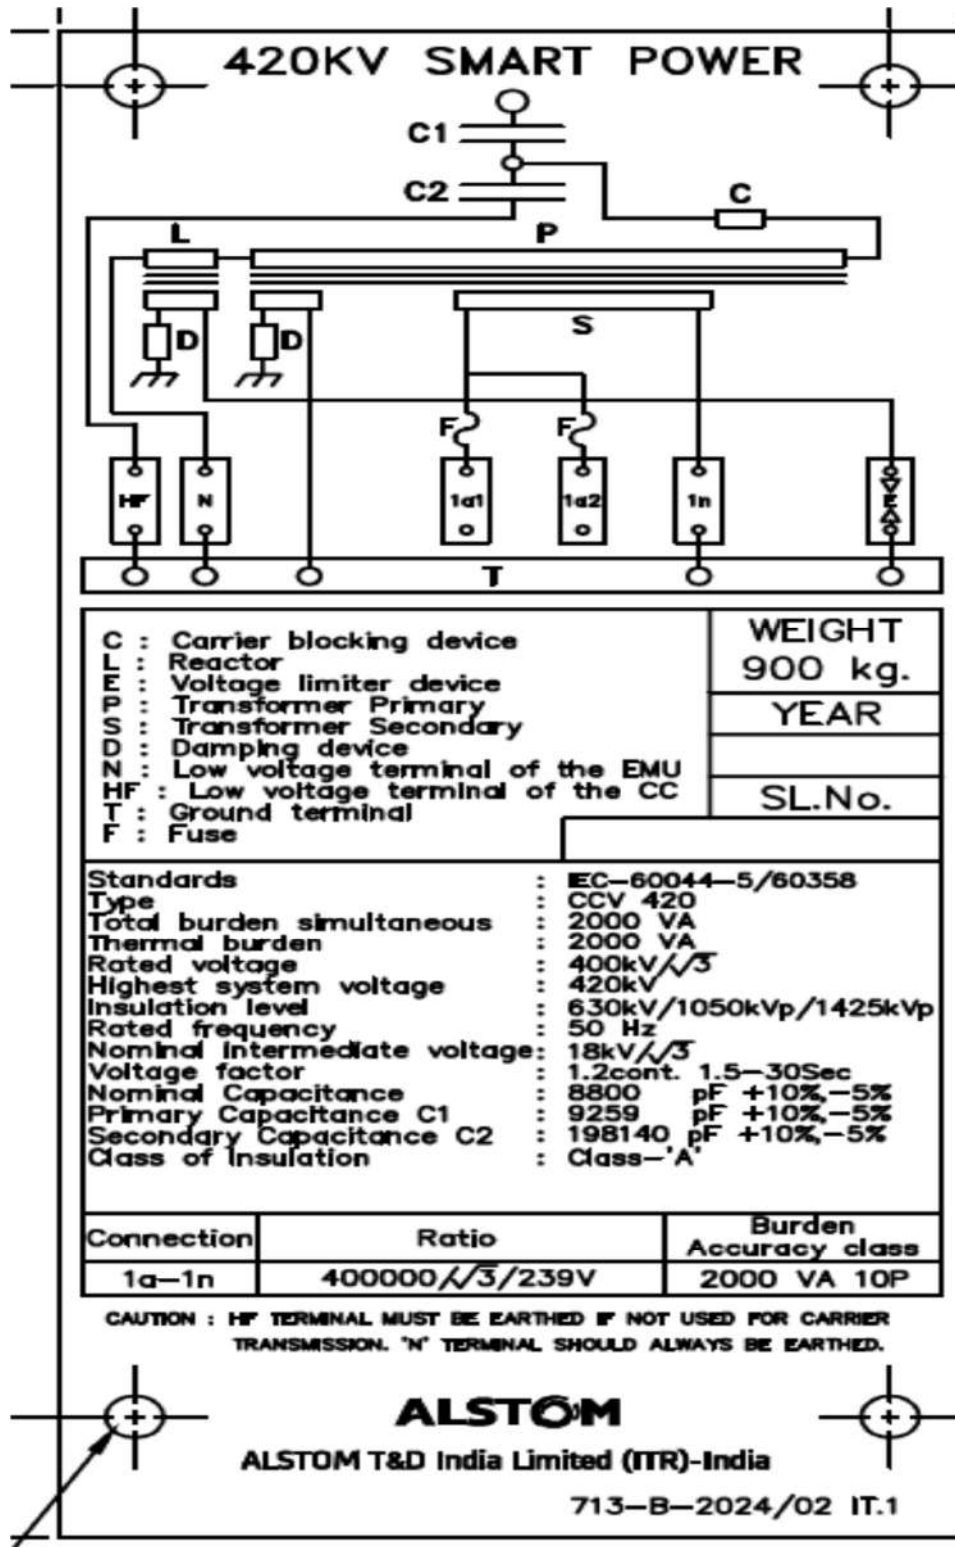 420KV SMART POWER
C1
C2
C
L
P
D
D
S
F
F
HF
N
1a1
1a2
1n
E
T
C : Carrier blocking device
L : Reactor
E : Voltage limiter device
P : Transformer Primary
S : Transformer Secondary
D : Damping device
N : Low voltage terminal of the EMU
HF : Low voltage terminal of the CC
T : Ground terminal
F : Fuse
WEIGHT
900 kg.
YEAR
SL.No.
Standards : IEC-60044-5/60358
Type : CCV 420
Total burden simultaneous : 2000 VA
Thermal burden : 2000 VA
Rated voltage : 400kV/√3
Highest system voltage : 420kV
Insulation level : 630kV/1050kVp/1425kVp
Rated frequency : 50 Hz
Nominal intermediate voltage: 18kV/√3
Voltage factor : 1.2cont. 1.5-30Sec
Nominal Capacitance : 8800 pF +10%,-5%
Primary Capacitance C1 : 9259 pF +10%,-5%
Secondary Capacitance C2 : 198140 pF +10%,-5%
Class of Insulation : Class-'A'
Connection Ratio Burden Accuracy class
1a-1n 400000/√3/239V 2000 VA 10P
CAUTION : HF TERMINAL MUST BE EARTHED IF NOT USED FOR CARRIER
TRANSMISSION. 'N' TERMINAL SHOULD ALWAYS BE EARTHED.
ALSTOM
ALSTOM T&D India Limited (ITR)-India
713-B-2024/02 IT.1